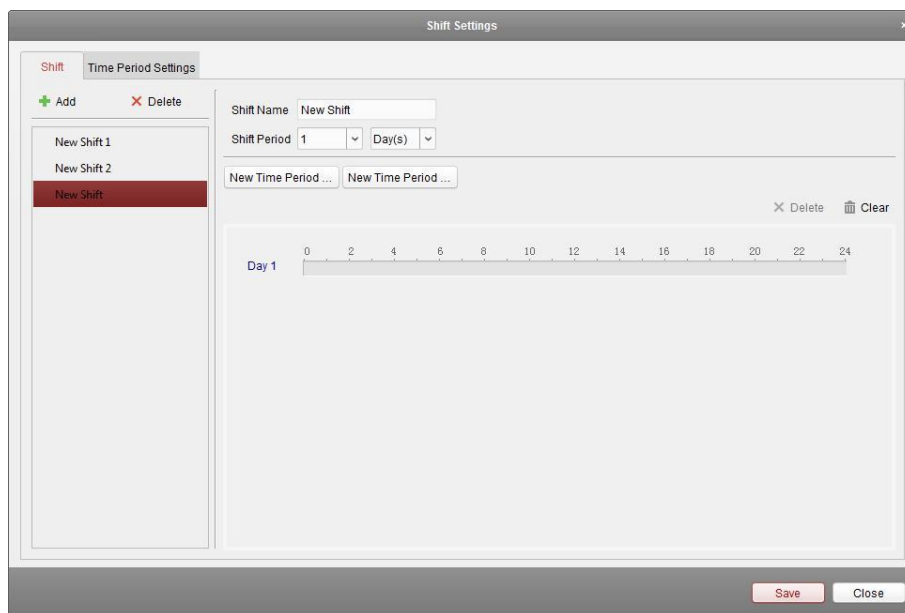 Shift Settings
Shift Time Period Settings
Add Delete
New Shift 1
New Shift 2
New Shift
Shift Name New Shift
Shift Period 1 Day(s)
New Time Period ... New Time Period ...
Delete Clear
0 2 4 6 8 10 12 14 16 18 20 22 24
Day 1
Save Close